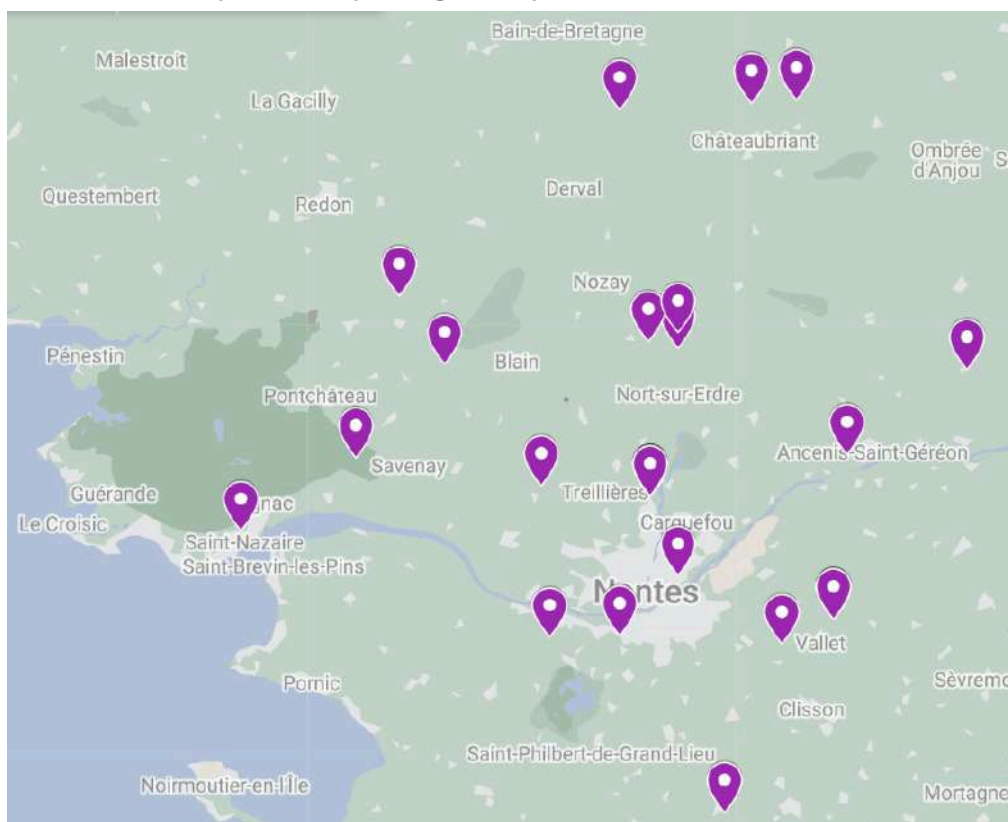 Bain-de-Bretagne
Malestroit
La Gacilly
Châteaubriant
Ombrée
d'Anjou
S
Questembert
Redon
Derval
Nozay
Pénestin
Blain
Pontchâteau
Nort-sur-Erdre
Savenay
Ancenis-Saint-Géréon
Guérande
Treillières
gnac
Le Croisic
Carquefou
Saint-Nazaire
Saint-Brevin-les-Pins
Nantes
Vallet
Pornic
Sèvremo
Clisson
Saint-Philbert-de-Grand-Lieu
Noirmoutier-en-l'Île
Mortagne